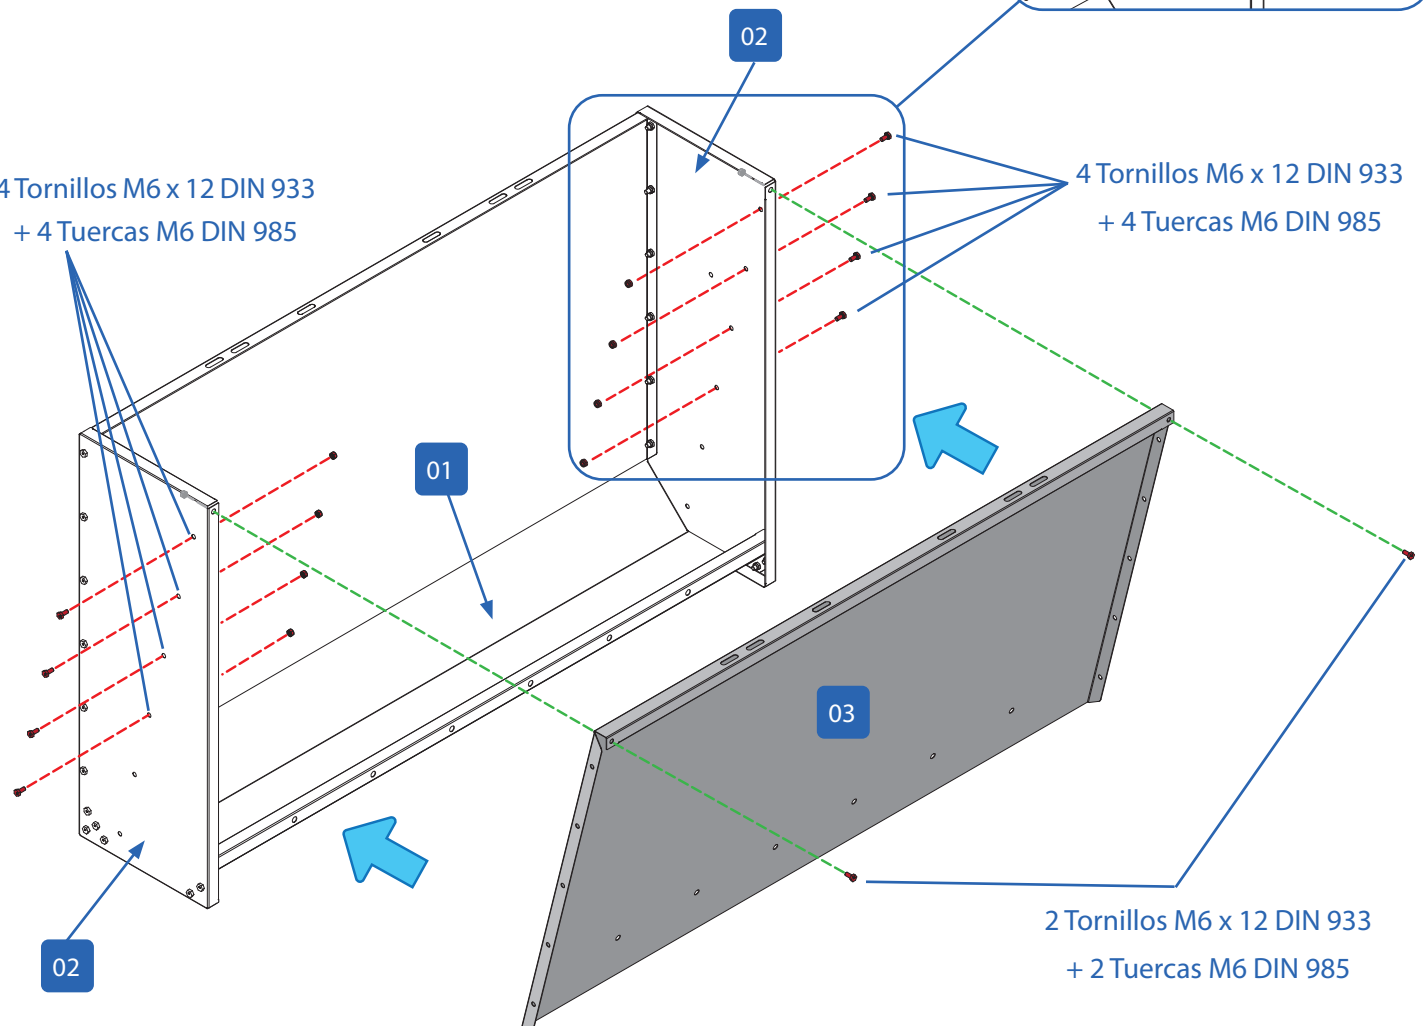 02
4 Tornillos M6 x 12 DIN 933
+ 4 Tuercas M6 DIN 985
4 Tornillos M6 x 12 DIN 933
+ 4 Tuercas M6 DIN 985
01
03
2 Tornillos M6 x 12 DIN 933
+ 2 Tuercas M6 DIN 985
02